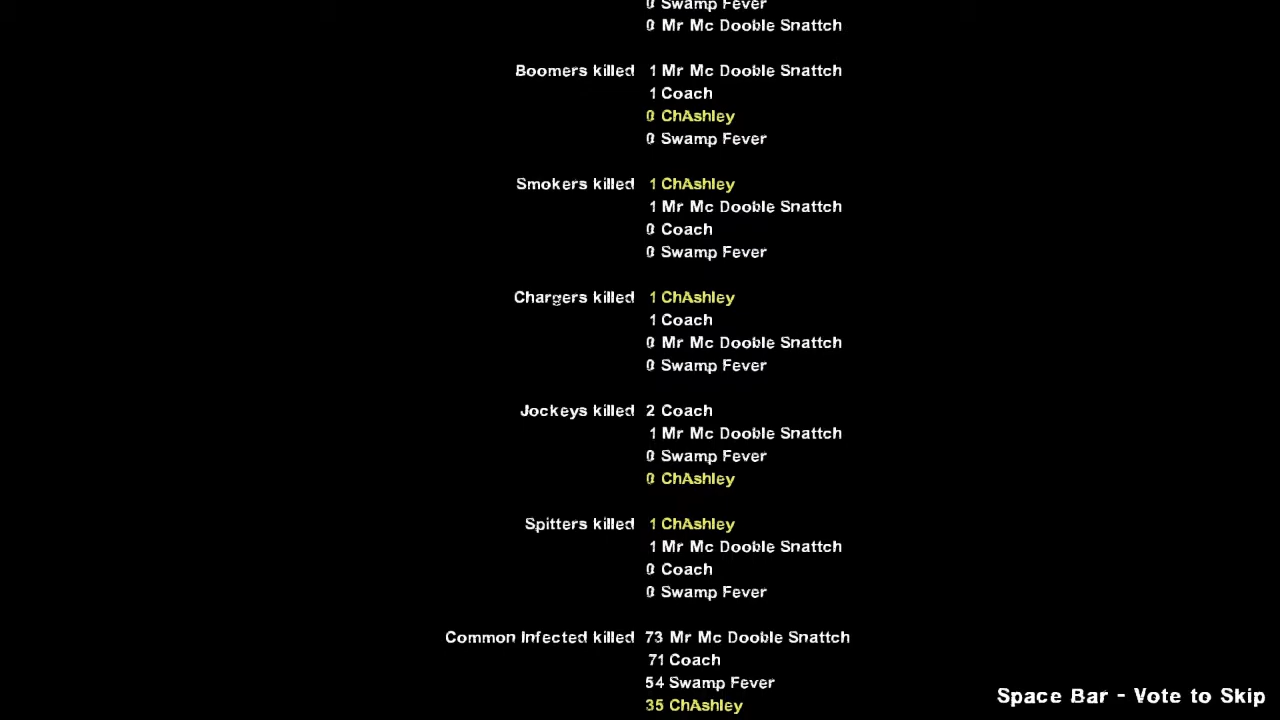 0 Swamp Fever
0 Mr Mc Dooble Snattch
Boomers killed 1 Mr Mc Dooble Snattch
1 Coach
0 ChAshley
0 Swamp Fever
Smokers killed 1 ChAshley
1 Mr Mc Dooble Snattch
0 Coach
0 Swamp Fever
Chargers killed 1 ChAshley
1 Coach
0 Mr Mc Dooble Snattch
0 Swamp Fever
Jockeys killed 2 Coach
1 Mr Mc Dooble Snattch
0 Swamp Fever
0 ChAshley
Spitters killed 1 ChAshley
1 Mr Mc Dooble Snattch
0 Coach
0 Swamp Fever
Common Infected killed 73 Mr Mc Dooble Snattch
71 Coach
54 Swamp Fever
35 ChAshley
Space Bar - Vote to Skip